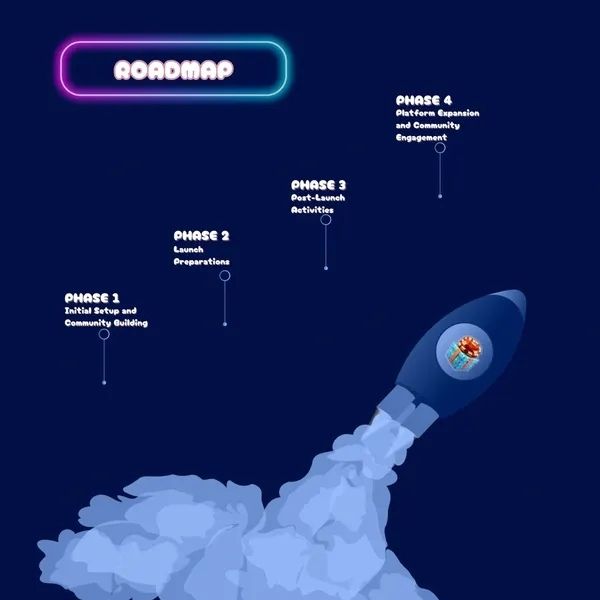 ROADMAP
PHASE 4
Platform Expansion
and Community
Engagement
PHASE 3
Post-Launch
Activities
PHASE 2
Launch
Preparations
PHASE 1
Initial Setup and
Community Building